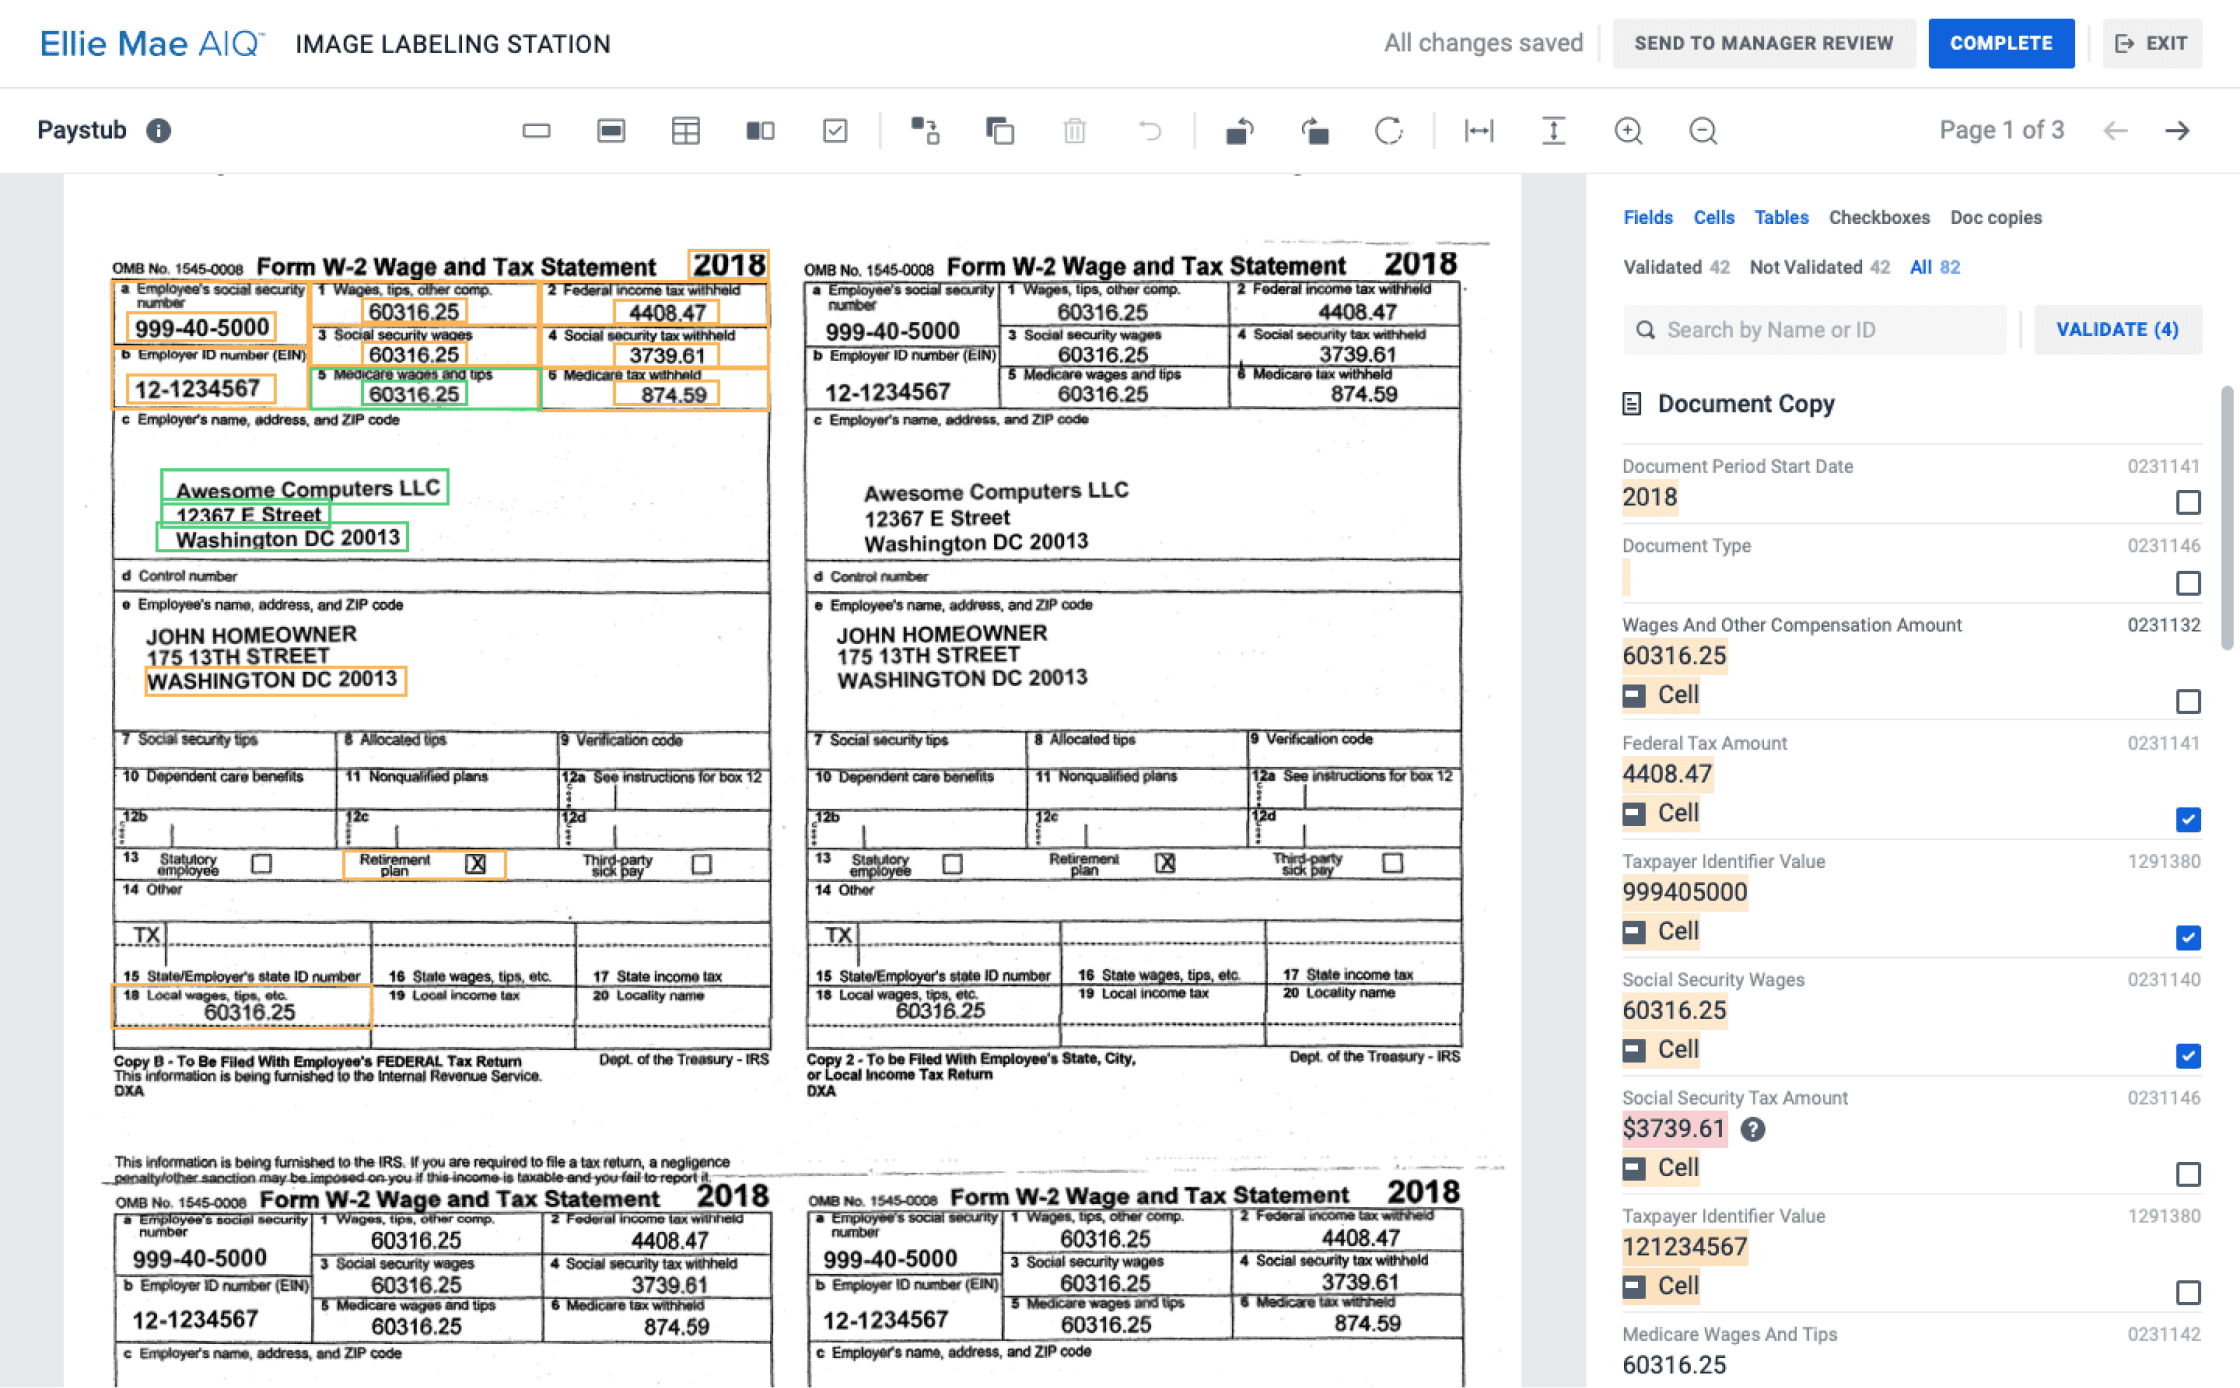 Ellie Mae AIQ™ IMAGE LABELING STATION
All changes saved SEND TO MANAGER REVIEW COMPLETE EXIT
Paystub
Page 1 of 3
OMB No. 1545-0008 Form W-2 Wage and Tax Statement 2018
a Employee's social security number
999-40-5000
1 Wages, tips, other comp.
60316.25
2 Federal income tax withheld
4408.47
3 Social security wages
60316.25
4 Social security tax withheld
3739.61
b Employer ID number (EIN)
12-1234567
5 Medicare wages and tips
60316.25
6 Medicare tax withheld
874.59
c Employer's name, address, and ZIP code
Awesome Computers LLC
12367 E Street
Washington DC 20013
d Control number
e Employee's name, address, and ZIP code
JOHN HOMEOWNER
175 13TH STREET
WASHINGTON DC 20013
7 Social security tips
8 Allocated tips
9 Verification code
10 Dependent care benefits
11 Nonqualified plans
12a See instructions for box 12
12b
12c
12d
13 Statutory employee
Retirement plan X
Third-party sick pay
14 Other
TX
15 State/Employer's state ID number
16 State wages, tips, etc.
17 State income tax
18 Local wages, tips, etc.
60316.25
19 Local income tax
20 Locality name
Copy B - To Be Filed With Employee's FEDERAL Tax Return
Dept. of the Treasury - IRS
This information is being furnished to the Internal Revenue Service.
DXA
OMB No. 1545-0008 Form W-2 Wage and Tax Statement 2018
a Employee's social security number
999-40-5000
1 Wages, tips, other comp.
60316.25
2 Federal income tax withheld
4408.47
3 Social security wages
60316.25
4 Social security tax withheld
3739.61
b Employer ID number (EIN)
12-1234567
5 Medicare wages and tips
60316.25
6 Medicare tax withheld
874.59
c Employer's name, address, and ZIP code
Awesome Computers LLC
12367 E Street
Washington DC 20013
d Control number
e Employee's name, address, and ZIP code
JOHN HOMEOWNER
175 13TH STREET
WASHINGTON DC 20013
7 Social security tips
8 Allocated tips
9 Verification code
10 Dependent care benefits
11 Nonqualified plans
12a See instructions for box 12
12b
12c
12d
13 Statutory employee
Retirement plan X
Third-party sick pay
14 Other
TX
15 State/Employer's state ID number
16 State wages, tips, etc.
17 State income tax
18 Local wages, tips, etc.
60316.25
19 Local income tax
20 Locality name
Copy 2 - To be Filed With Employee's State, City,
or Local Income Tax Return
Dept. of the Treasury - IRS
DXA
This information is being furnished to the IRS. If you are required to file a tax return, a negligence
penalty/other sanction may be imposed on you if this income is taxable and you fail to report it.
OMB No. 1545-0008 Form W-2 Wage and Tax Statement 2018
a Employee's social security number
999-40-5000
1 Wages, tips, other comp.
60316.25
2 Federal income tax withheld
4408.47
3 Social security wages
60316.25
4 Social security tax withheld
3739.61
b Employer ID number (EIN)
12-1234567
5 Medicare wages and tips
60316.25
6 Medicare tax withheld
874.59
c Employer's name, address, and ZIP code
OMB No. 1545-0008 Form W-2 Wage and Tax Statement 2018
a Employee's social security number
999-40-5000
1 Wages, tips, other comp.
60316.25
2 Federal income tax withheld
4408.47
3 Social security wages
60316.25
4 Social security tax withheld
3739.61
b Employer ID number (EIN)
12-1234567
5 Medicare wages and tips
60316.25
6 Medicare tax withheld
874.59
c Employer's name, address, and ZIP code
Fields Cells Tables Checkboxes Doc copies
Validated 42 Not Validated 42 All 82
Search by Name or ID VALIDATE (4)
Document Copy
Document Period Start Date 0231141
2018
Document Type 0231146
Wages And Other Compensation Amount 0231132
60316.25
Cell
Federal Tax Amount 0231141
4408.47
Cell
Taxpayer Identifier Value 1291380
999405000
Cell
Social Security Wages 0231140
60316.25
Cell
Social Security Tax Amount 0231146
$3739.61
Cell
Taxpayer Identifier Value 1291380
121234567
Cell
Medicare Wages And Tips 0231142
60316.25